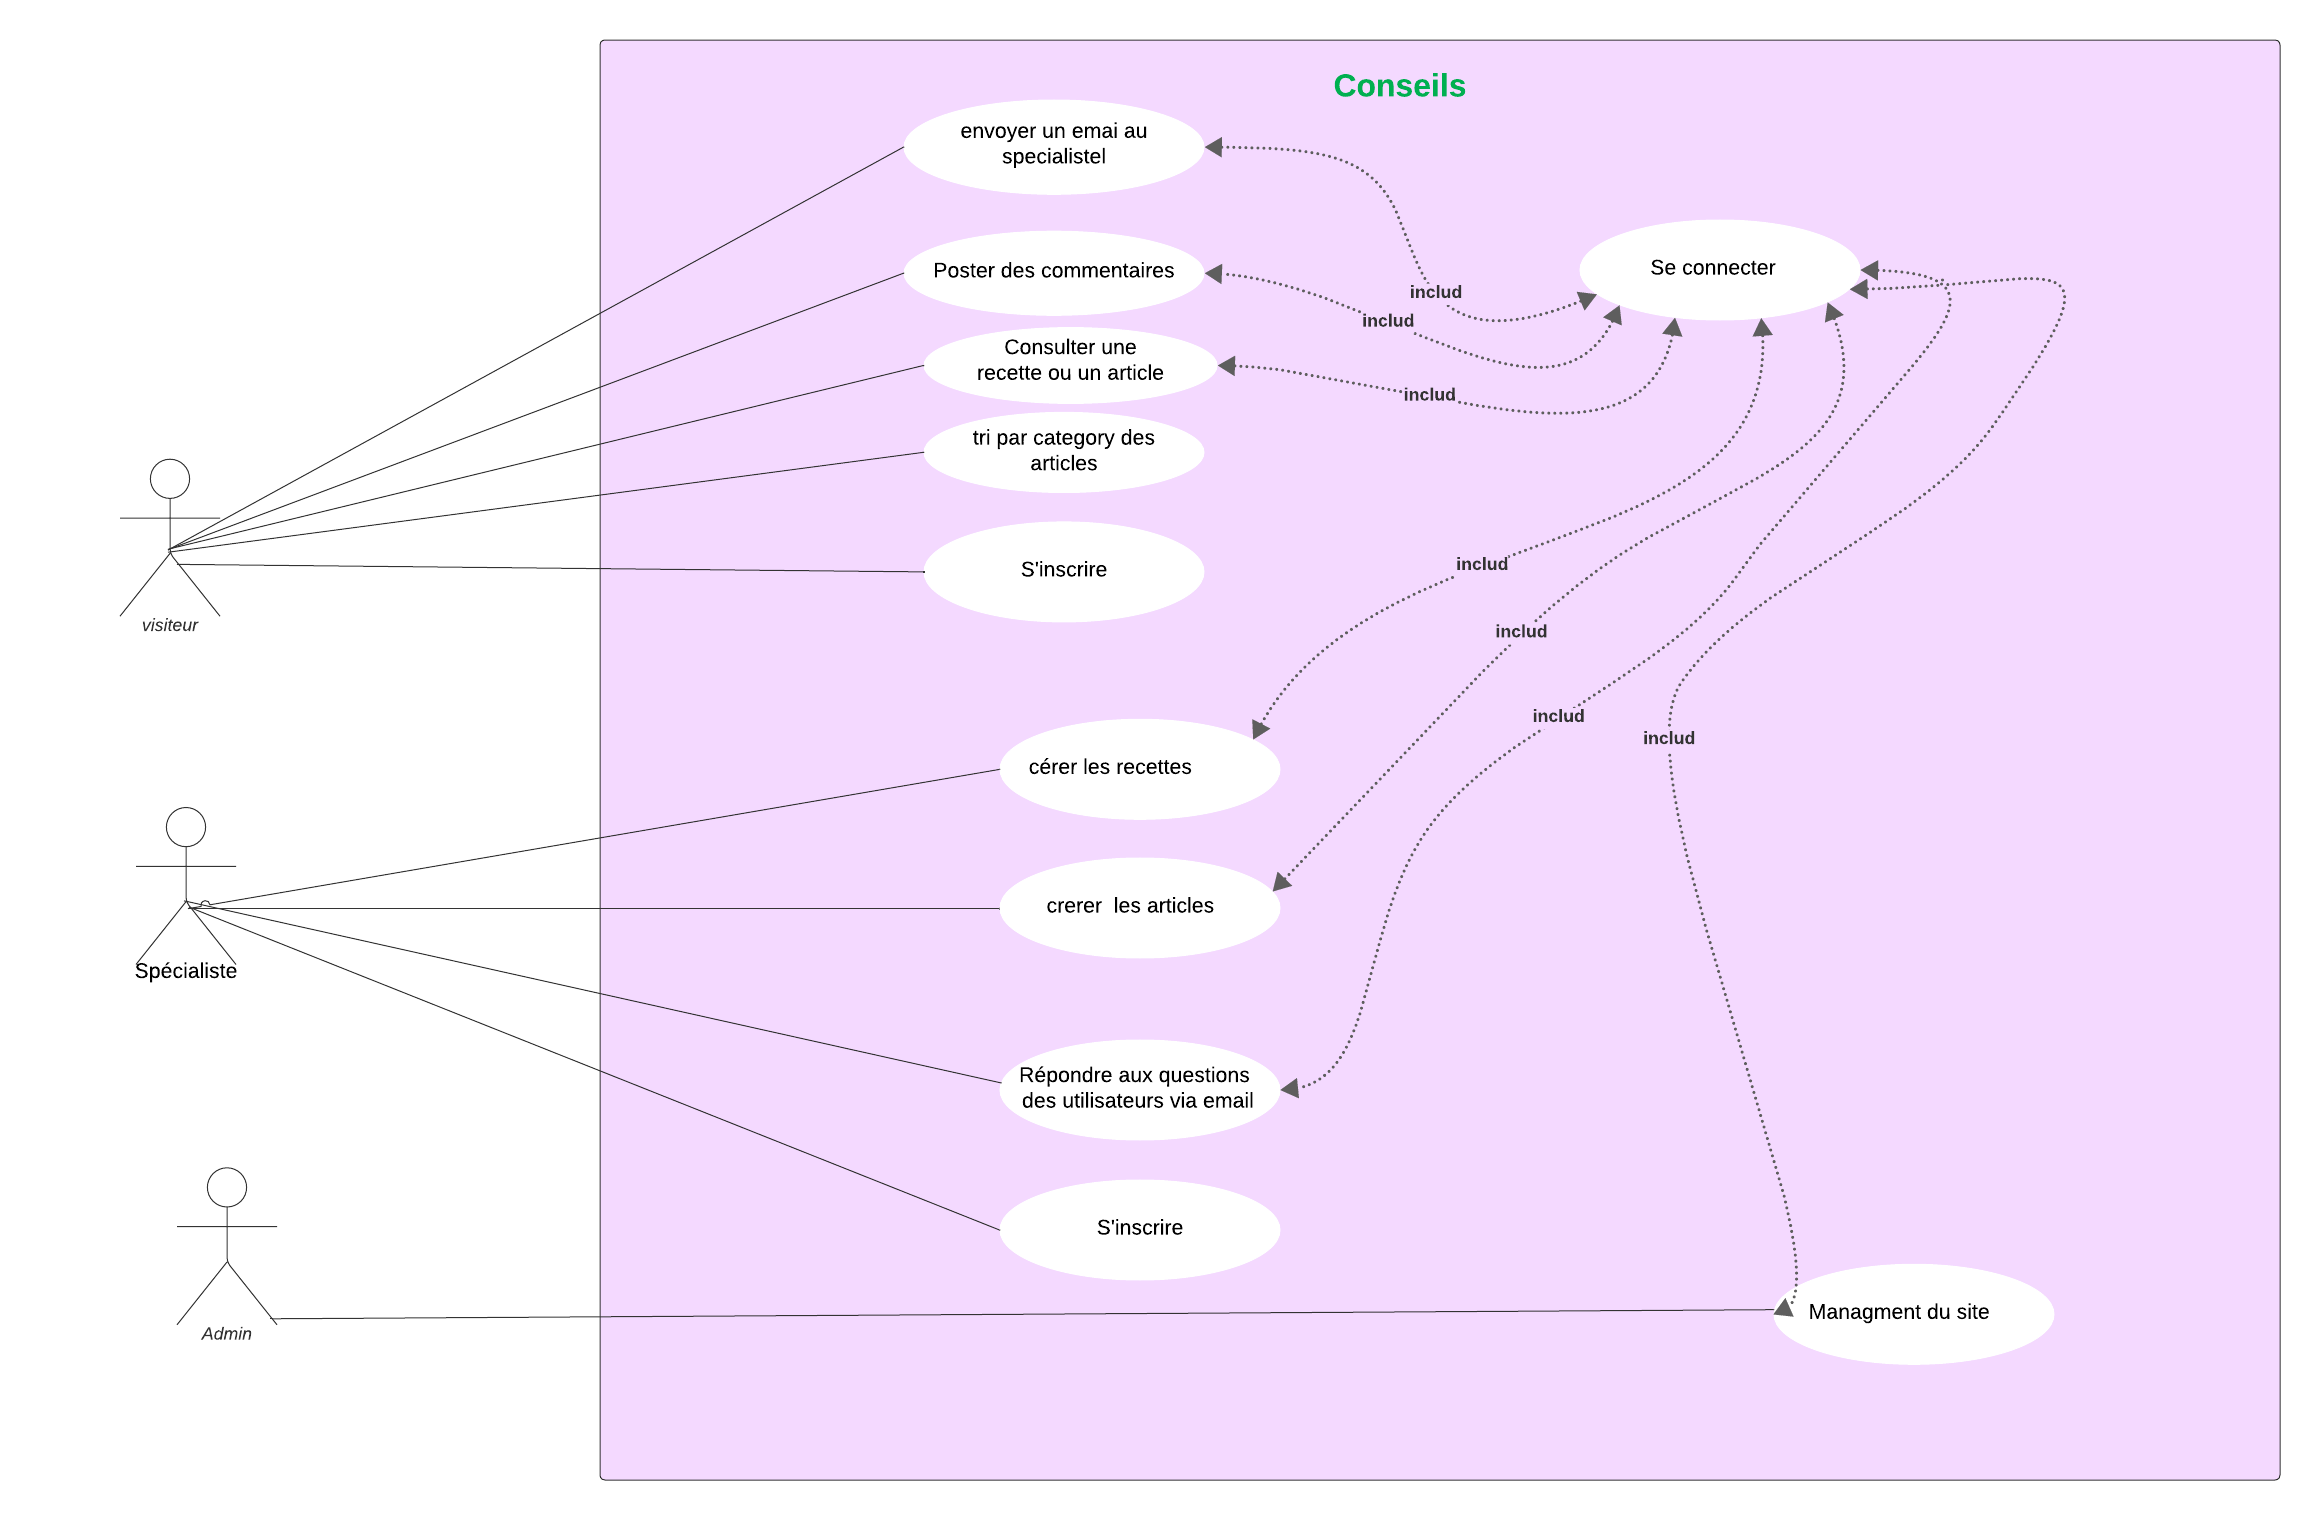 Conseils
envoyer un emai au
specialistel
Se connecter
Poster des commentaires
includ
includ
Consulter une
recette ou un article
includ
tri par category des
articles
S'inscrire
includ
visiteur
includ
includ
includ
cérer les recettes
crerer  les articles
Spécialiste
Répondre aux questions
des utilisateurs via email
S'inscrire
Managment du site
Admin